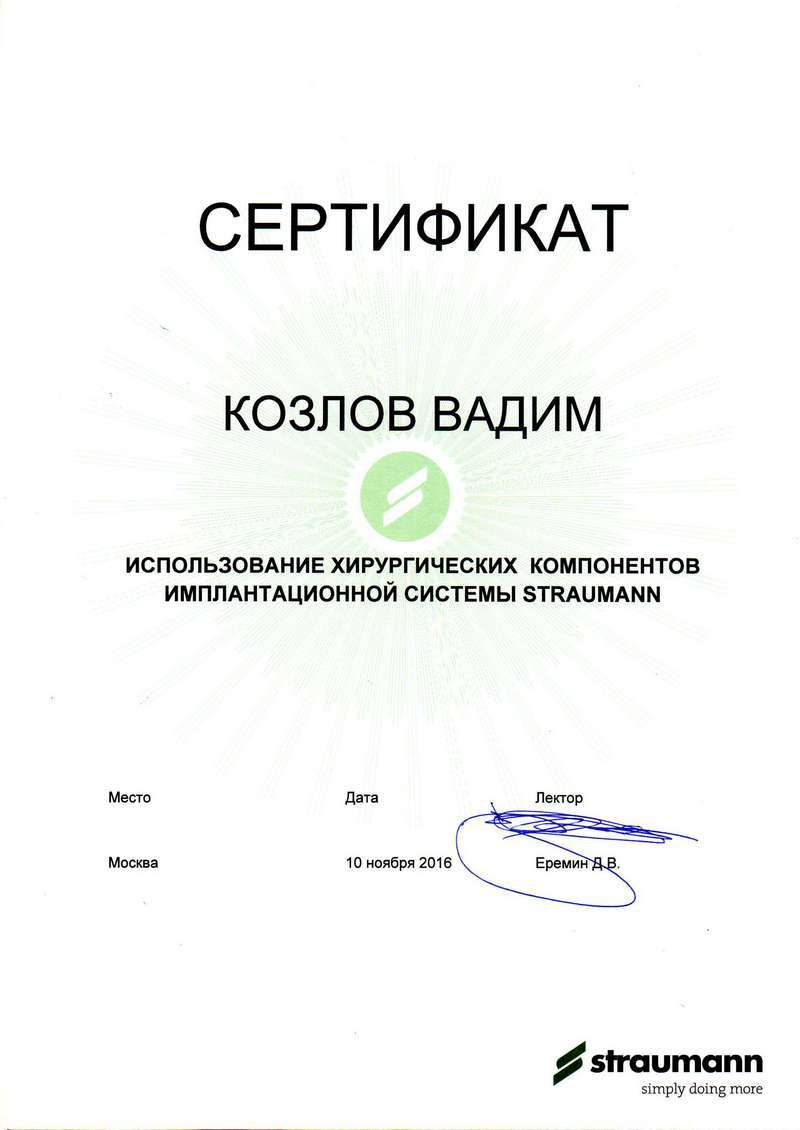 СЕРТИФИКАТ
КОЗЛОВ ВАДИМ
ИСПОЛЬЗОВАНИЕ ХИРУРГИЧЕСКИХ КОМПОНЕНТОВ
ИМПЛАНТАЦИОННОЙ СИСТЕМЫ STRAUMANN
Место Дата Лектор
Москва 10 ноября 2016 Еремин Д.В.
straumann
simply doing more